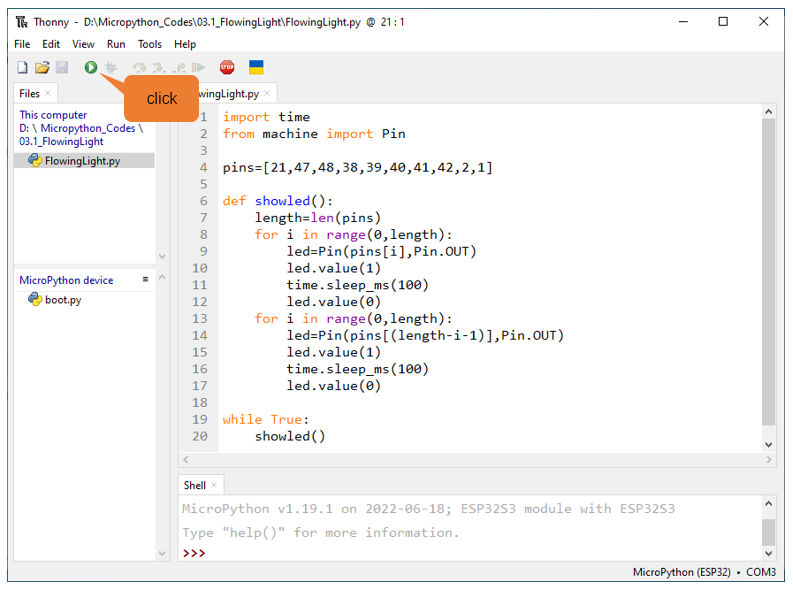 Thonny - D:\Micropython_Codes\03.1_FlowingLight\FlowingLight.py @ 21:1
File Edit View Run Tools Help
STOP
Files
wingLight.py
click
This computer
D: \ Micropython_Codes \
03.1_FlowingLight
FlowingLight.py
MicroPython device
boot.py
1 import time
2 from machine import Pin
3
4 pins=[21,47,48,38,39,40,41,42,2,1]
5
6 def showled():
7     length=len(pins)
8     for i in range(0,length):
9         led=Pin(pins[i],Pin.OUT)
10         led.value(1)
11         time.sleep_ms(100)
12         led.value(0)
13     for i in range(0,length):
14         led=Pin(pins[(length-i-1)],Pin.OUT)
15         led.value(1)
16         time.sleep_ms(100)
17         led.value(0)
18
19 while True:
20     showled()
Shell
MicroPython v1.19.1 on 2022-06-18; ESP32S3 module with ESP32S3
Type "help()" for more information.
>>>
MicroPython (ESP32) • COM3